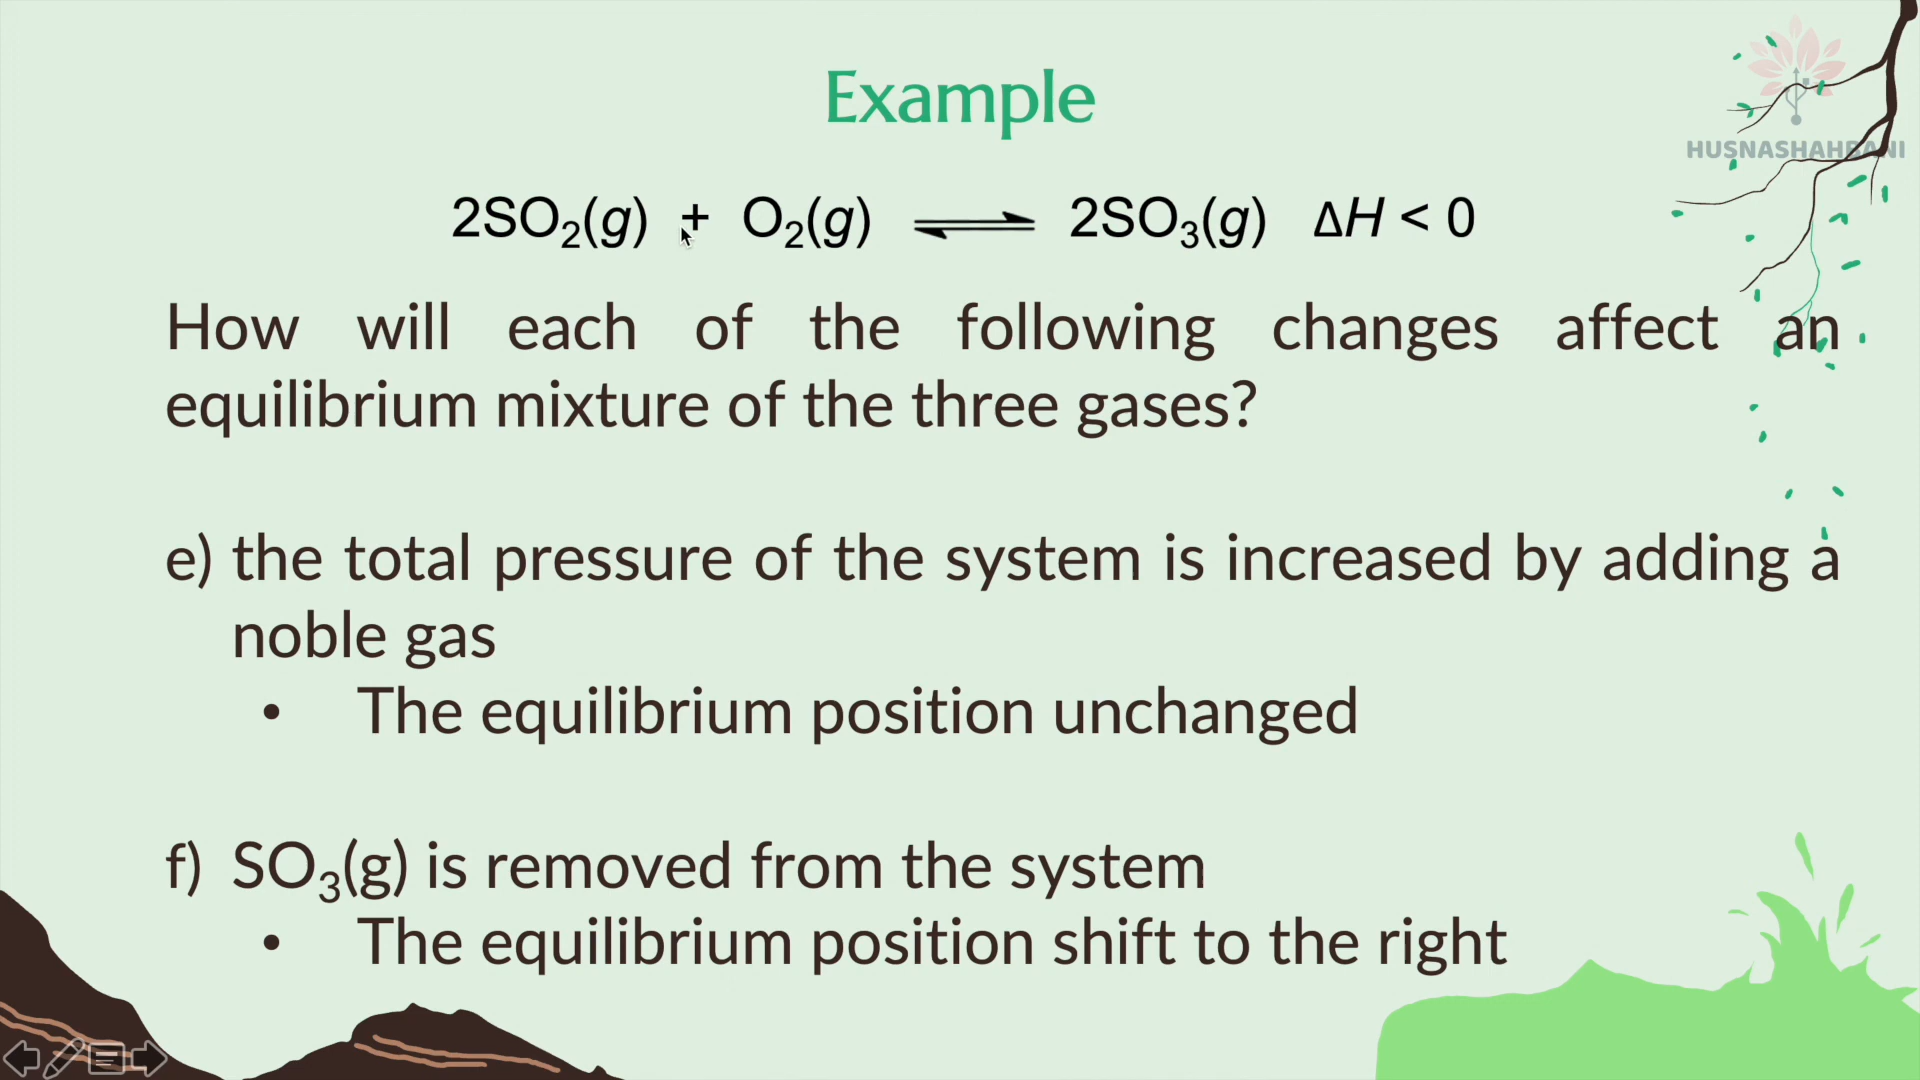 Example
HUSNASHAHBANI
2SO₂(g) + O₂(g) ⇌ 2SO₃(g) ΔH < 0
How will each of the following changes affect an
equilibrium mixture of the three gases?
e) the total pressure of the system is increased by adding a
noble gas
• The equilibrium position unchanged
f) SO₃(g) is removed from the system
• The equilibrium position shift to the right